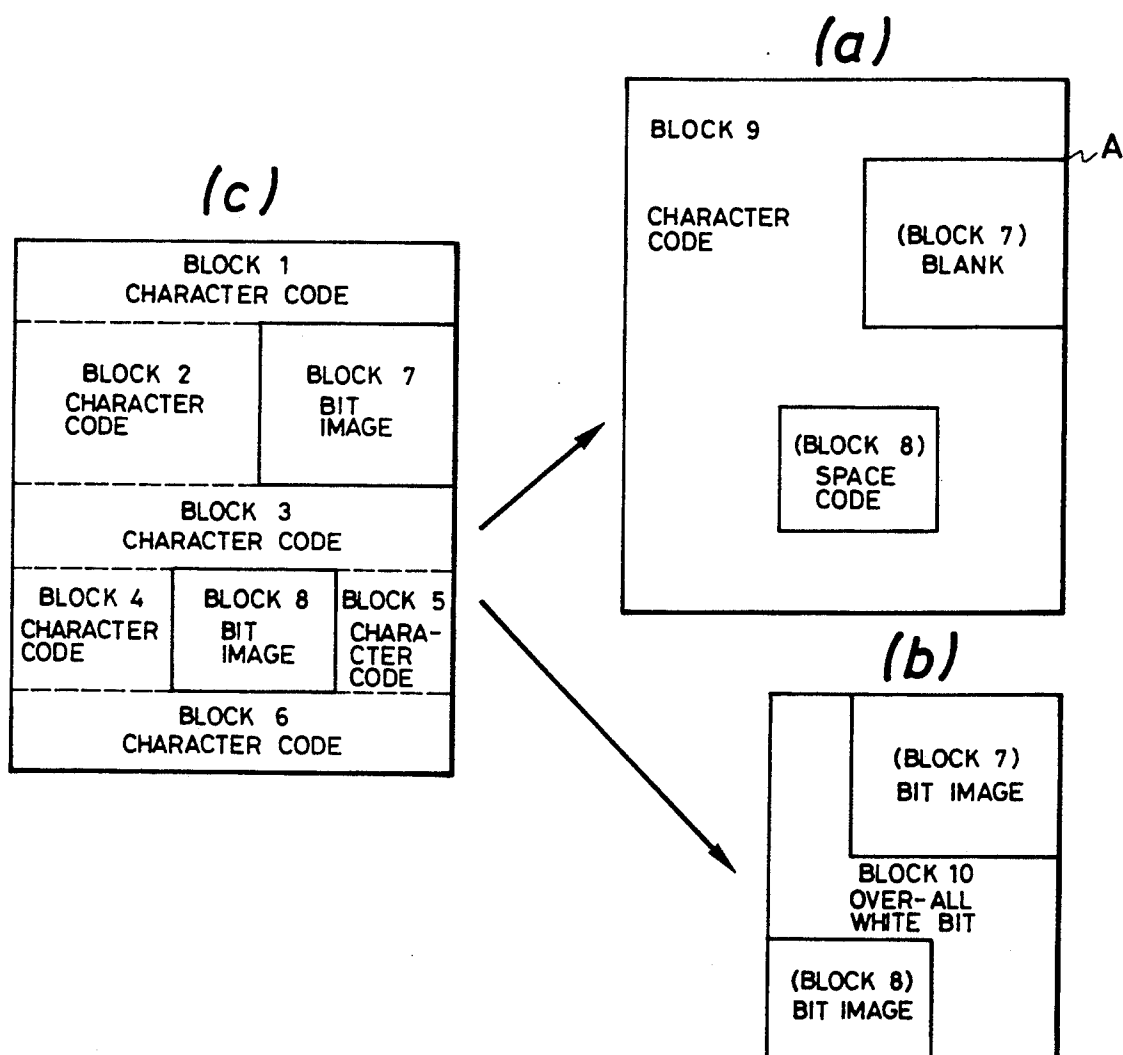 (a)
BLOCK 9
A
CHARACTER
CODE
(BLOCK 7)
BLANK
(BLOCK 8)
SPACE
CODE
(c)
BLOCK 1
CHARACTER CODE
BLOCK 2
CHARACTER
CODE
BLOCK 7
BIT
IMAGE
BLOCK 3
CHARACTER CODE
BLOCK 4
CHARACTER
CODE
BLOCK 8
BIT
IMAGE
BLOCK 5
CHARA-
CTER
CODE
BLOCK 6
CHARACTER CODE
(b)
(BLOCK 7)
BIT IMAGE
BLOCK 10
OVER-ALL
WHITE BIT
(BLOCK 8)
BIT IMAGE